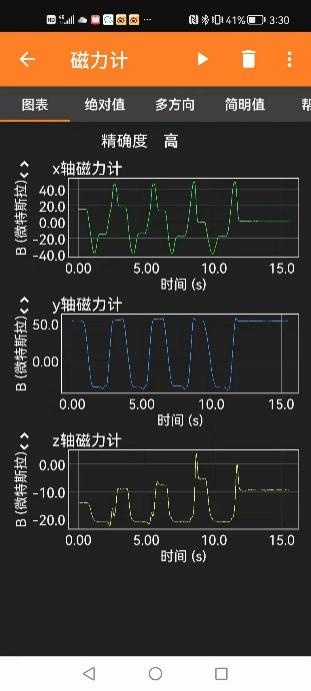 41% 3:30
磁力计
图表 绝对值 多方向 简明值 帮
精确度 高
x轴磁力计
B (微特斯拉)
40.0
20.0
0.00
-20.0
-40.0
0.00 5.00 10.0 15.0
时间 (s)
y轴磁力计
B (微特斯拉)
50.0
0.00
0.00 5.00 10.0 15.0
时间 (s)
z轴磁力计
B (微特斯拉)
0.00
-10.0
-20.0
0.00 5.00 10.0 15.0
时间 (s)